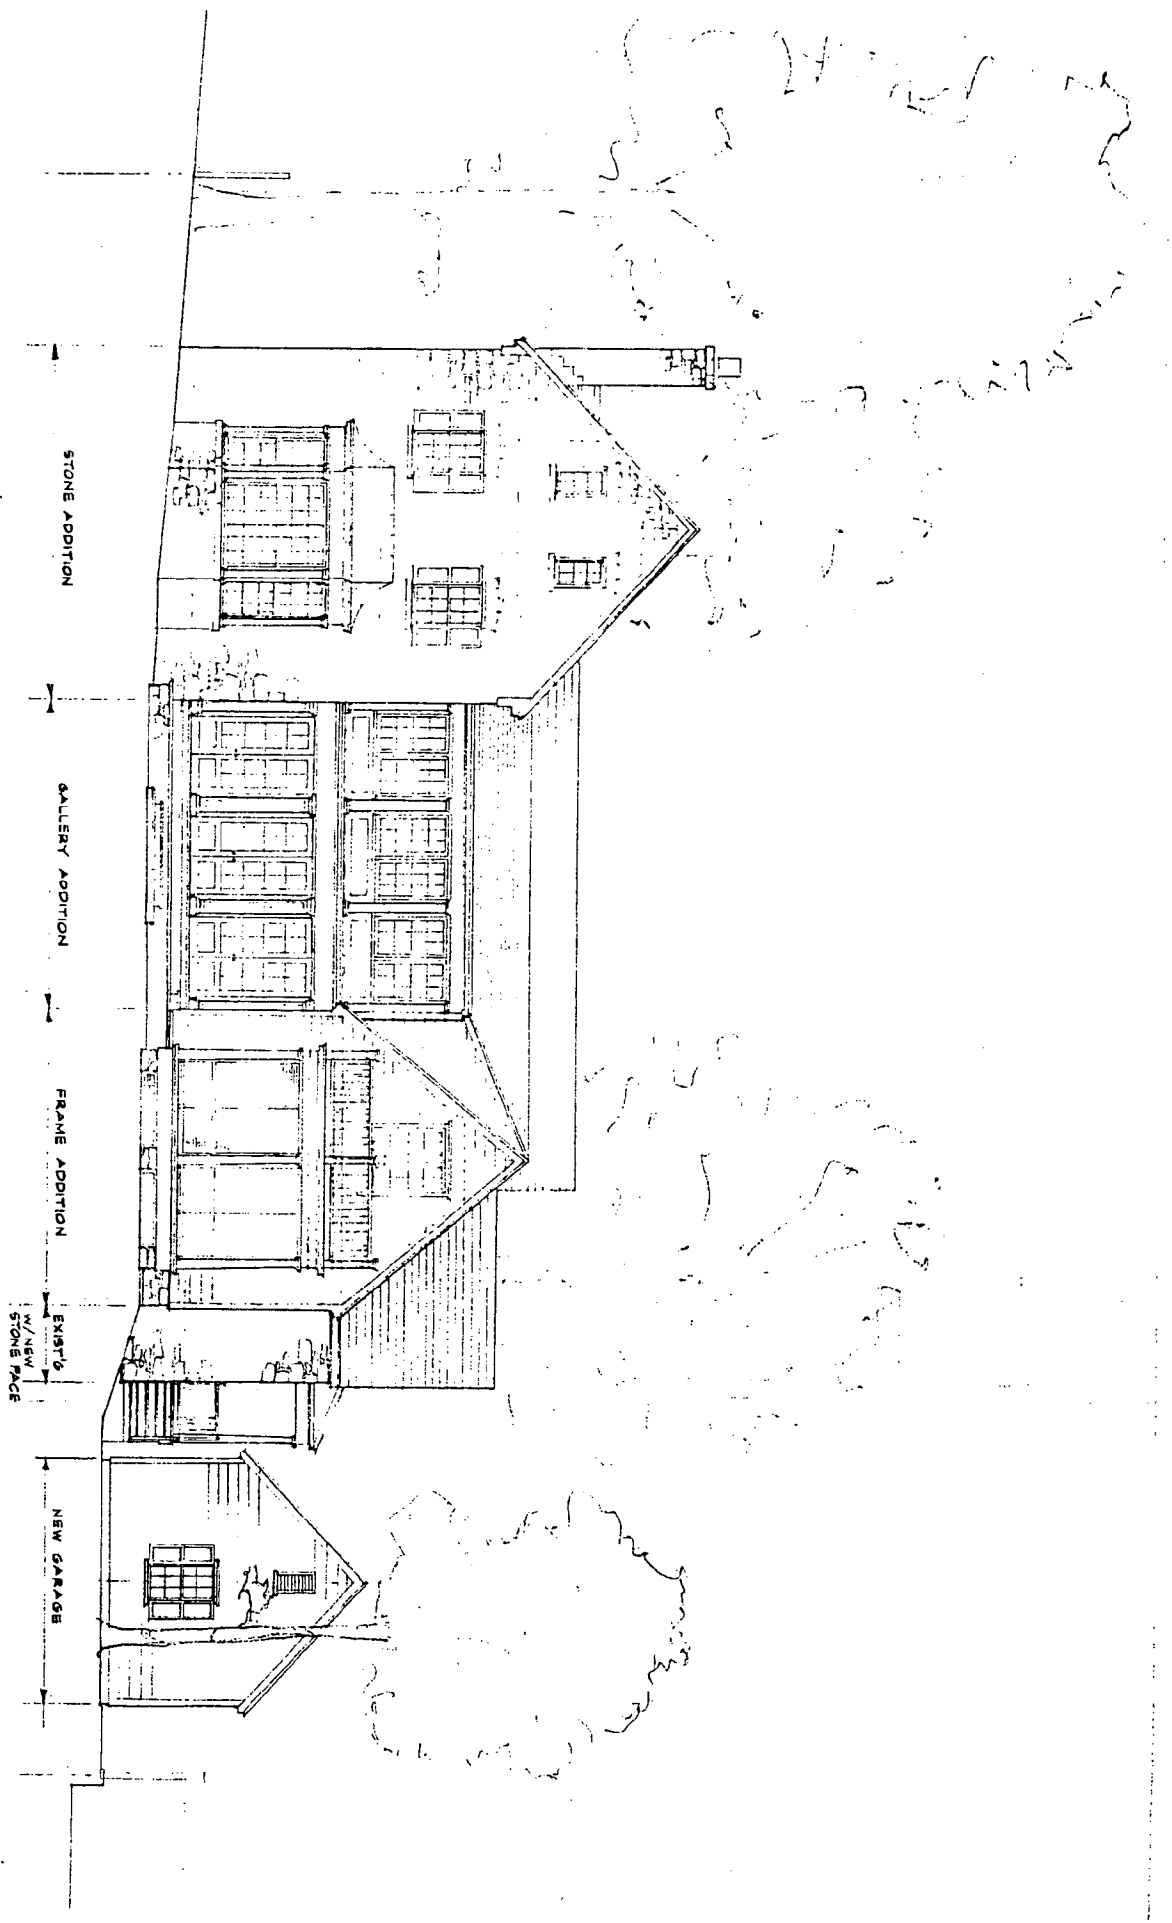 STONE ADDITION
GALLERY ADDITION
FRAME ADDITION
EXIST'G
W/NEW
STONE FACE
NEW GARAGE